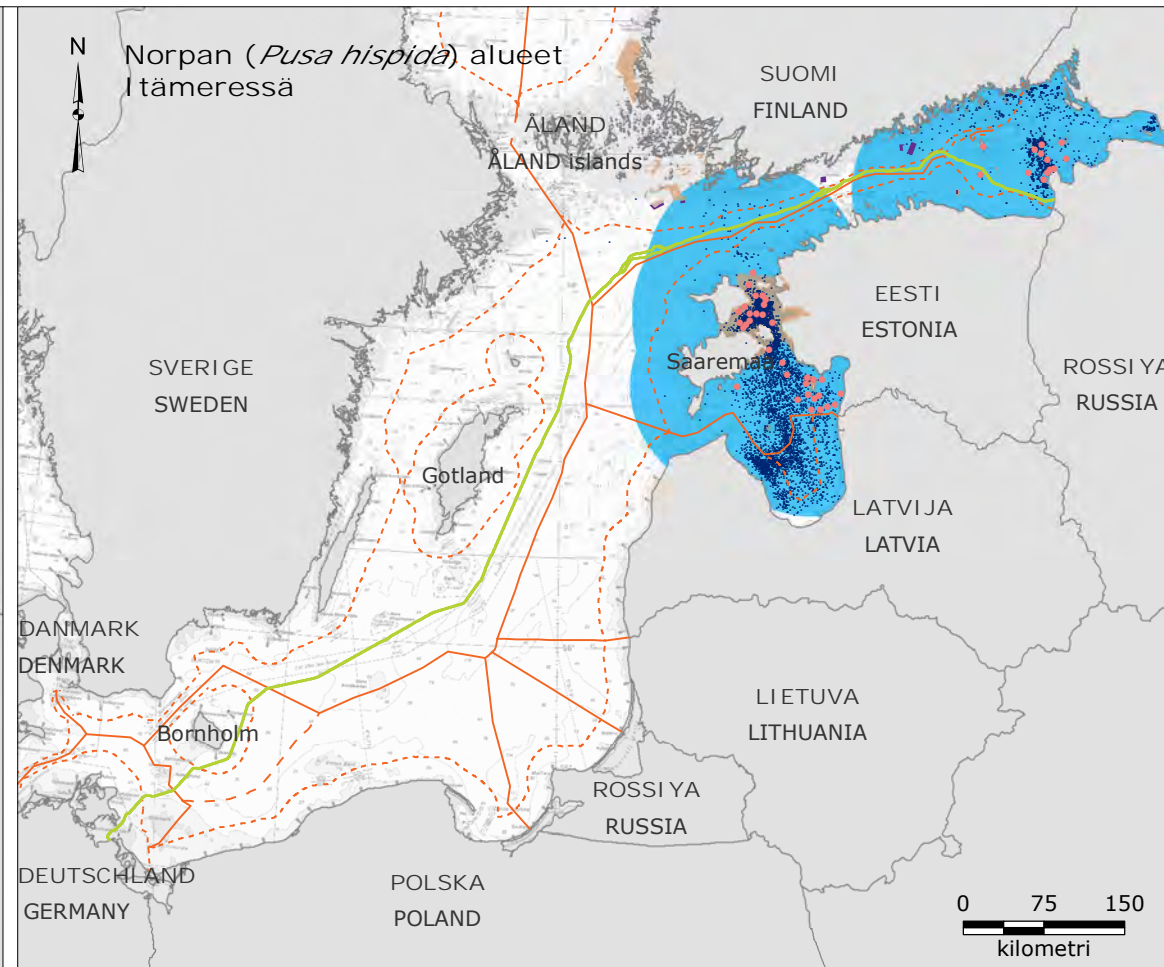 N
Norpan (Pusa hispida) alueet
Itämeressä
SUOMI
FINLAND
ÅLAND
ÅLAND islands
EESTI
ESTONIA
Saaremaa
ROSSIYA
RUSSIA
SVERIGE
SWEDEN
Gotland
LATVIJA
LATVIA
DANMARK
DENMARK
LIETUVA
LITHUANIA
Bornholm
ROSSIYA
RUSSIA
DEUTSCHLAND
GERMANY
POLSKA
POLAND
0 75 150
kilometri